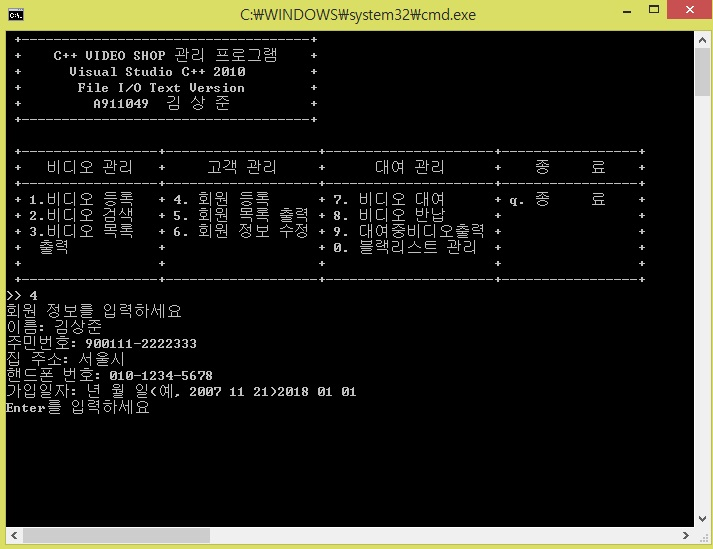 C:₩WINDOWS₩system32₩cmd.exe
+------------------------------------+
+ C++ VIDEO SHOP 관리 프로그램 +
+ Visual Studio C++ 2010 +
+ File I/O Text Version +
+ A911049 김 상 준 +
+------------------------------------+
+-----------------+-------------------+---------------------+-----------------+
+ 비디오 관리 + 고객 관리 + 대여 관리 + 종 료 +
+-----------------+-------------------+---------------------+-----------------+
+ 1.비디오 등록 + 4. 회원 등록 + 7. 비디오 대여 + q. 종 료 +
+ 2.비디오 검색 + 5. 회원 목록 출력 + 8. 비디오 반납 + +
+ 3.비디오 목록 + 6. 회원 정보 수정 + 9. 대여중비디오출력 + +
+ 출력 + + 0. 블랙리스트 관리 + +
+ + + + +
+-----------------+-------------------+---------------------+-----------------+
>> 4
회원 정보를 입력하세요
이름: 김상준
주민번호: 900111-2222333
집 주소: 서울시
핸드폰 번호: 010-1234-5678
가입일자: 년 월 일(예, 2007 11 21)2018 01 01
Enter를 입력하세요